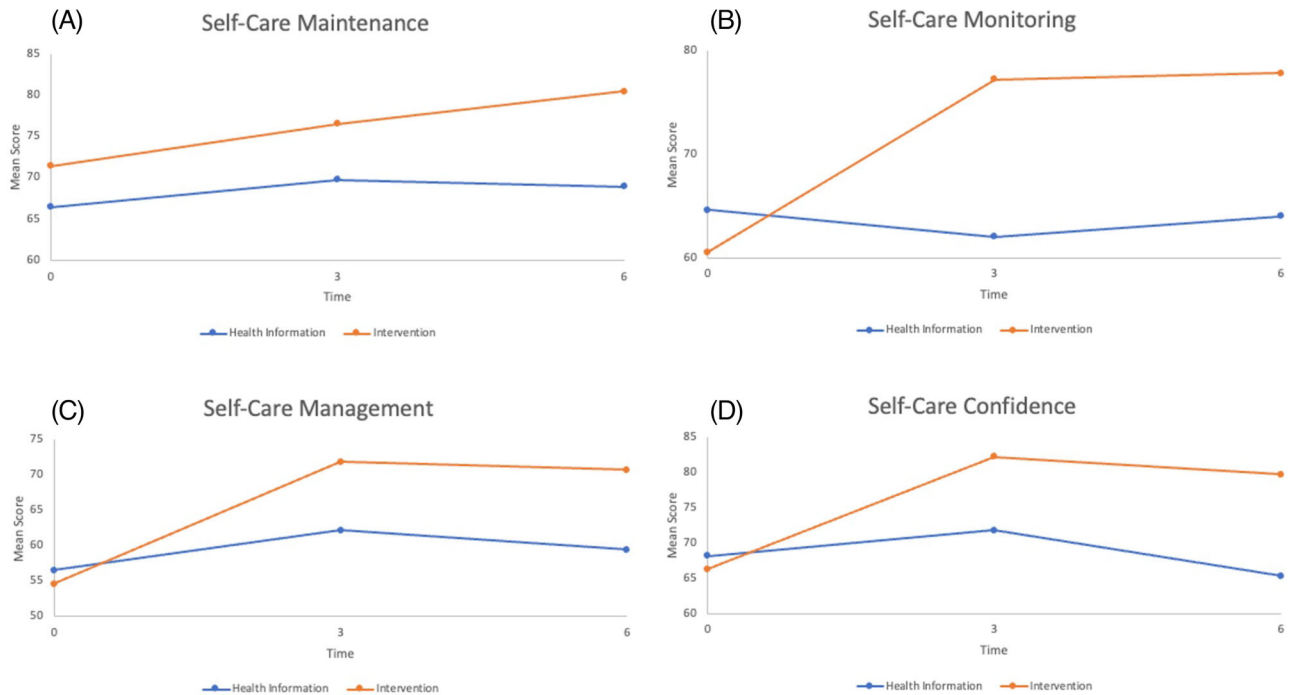 (A)
Self-Care Maintenance
85
80
75
70
65
60
Mean Score
0 3 6
Time
Health Information Intervention
(B)
Self-Care Monitoring
80
70
60
Mean Score
0 3 6
Time
Health Information Intervention
(C)
Self-Care Management
75
70
65
60
55
50
Mean Score
0 3 6
Time
Health Information Intervention
(D)
Self-Care Confidence
85
80
75
70
65
60
Mean Score
0 3 6
Time
Health Information Intervention